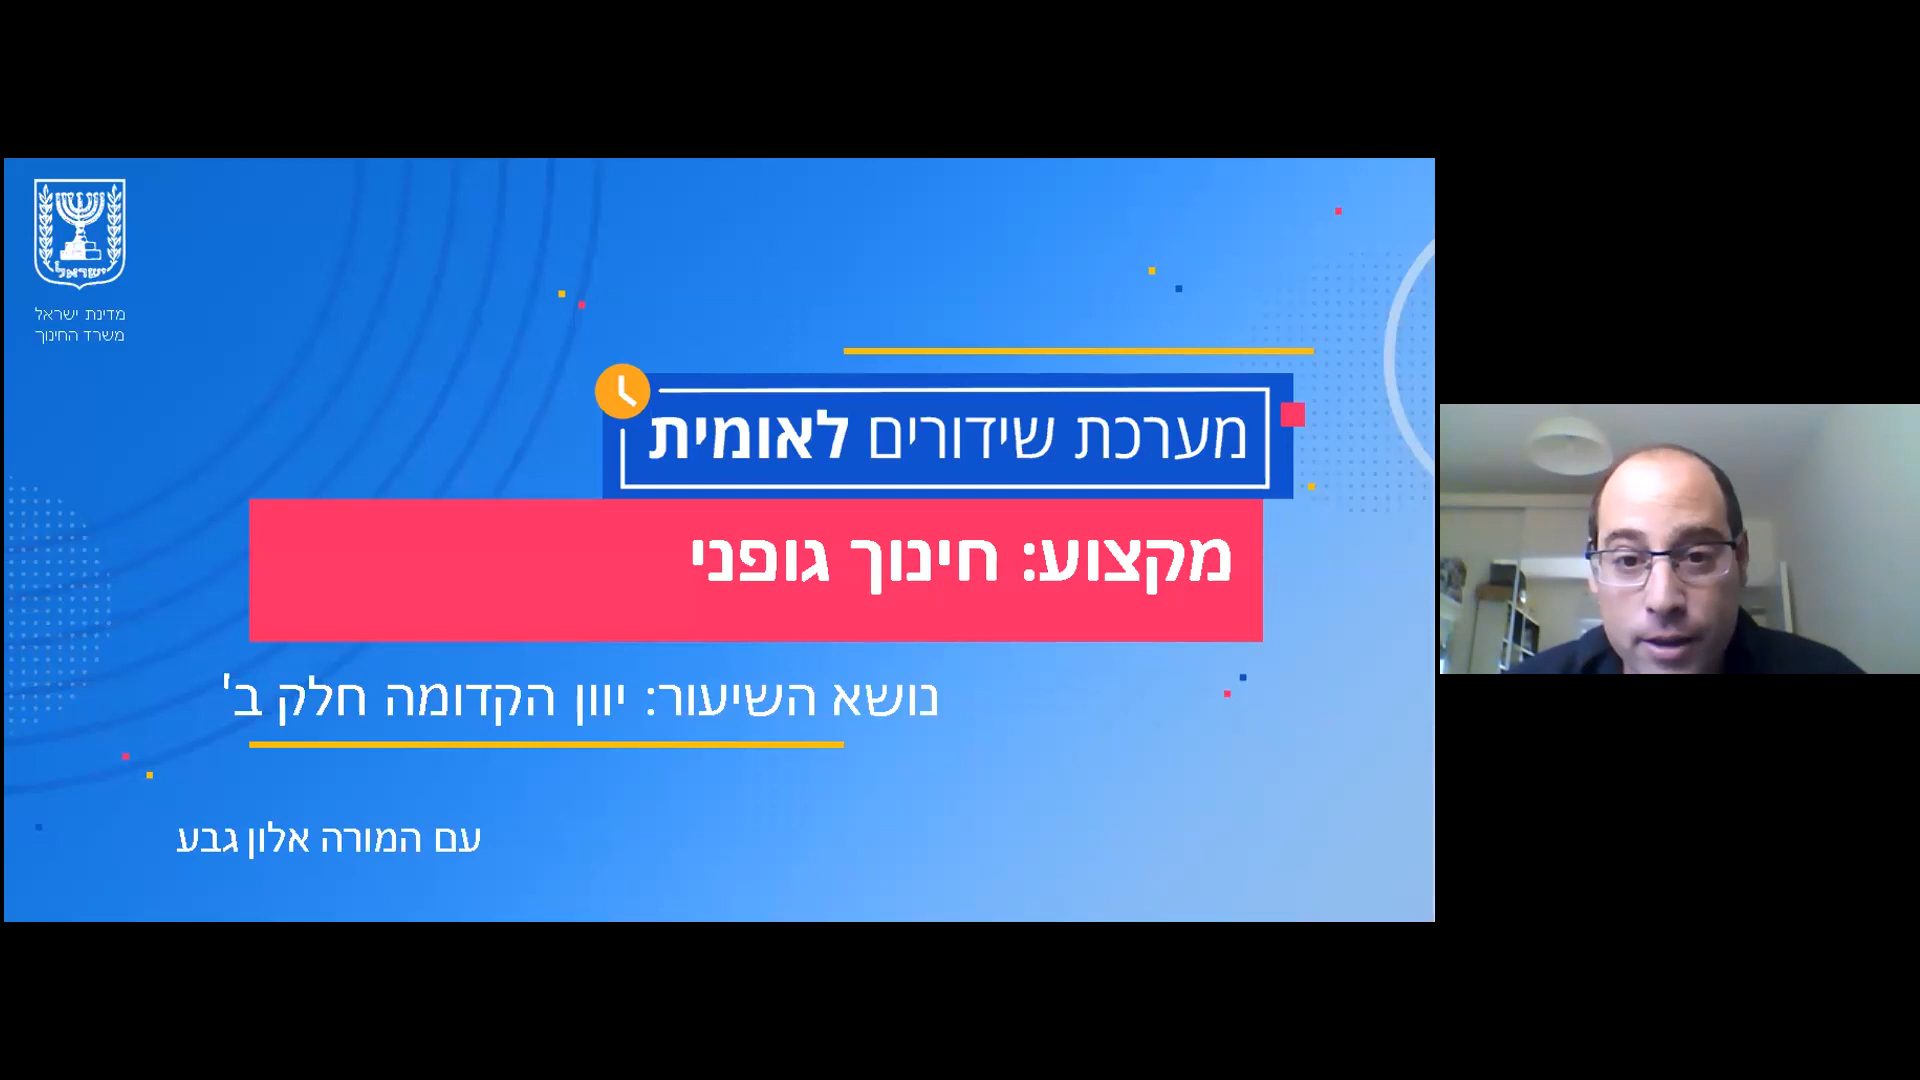 ישראל
מדינת ישראל
משרד החינוך
מערכת שידורים לאומית
מקצוע: חינוך גופני
נושא השיעור: יוון הקדומה חלק ב'
עם המורה אלון גבע